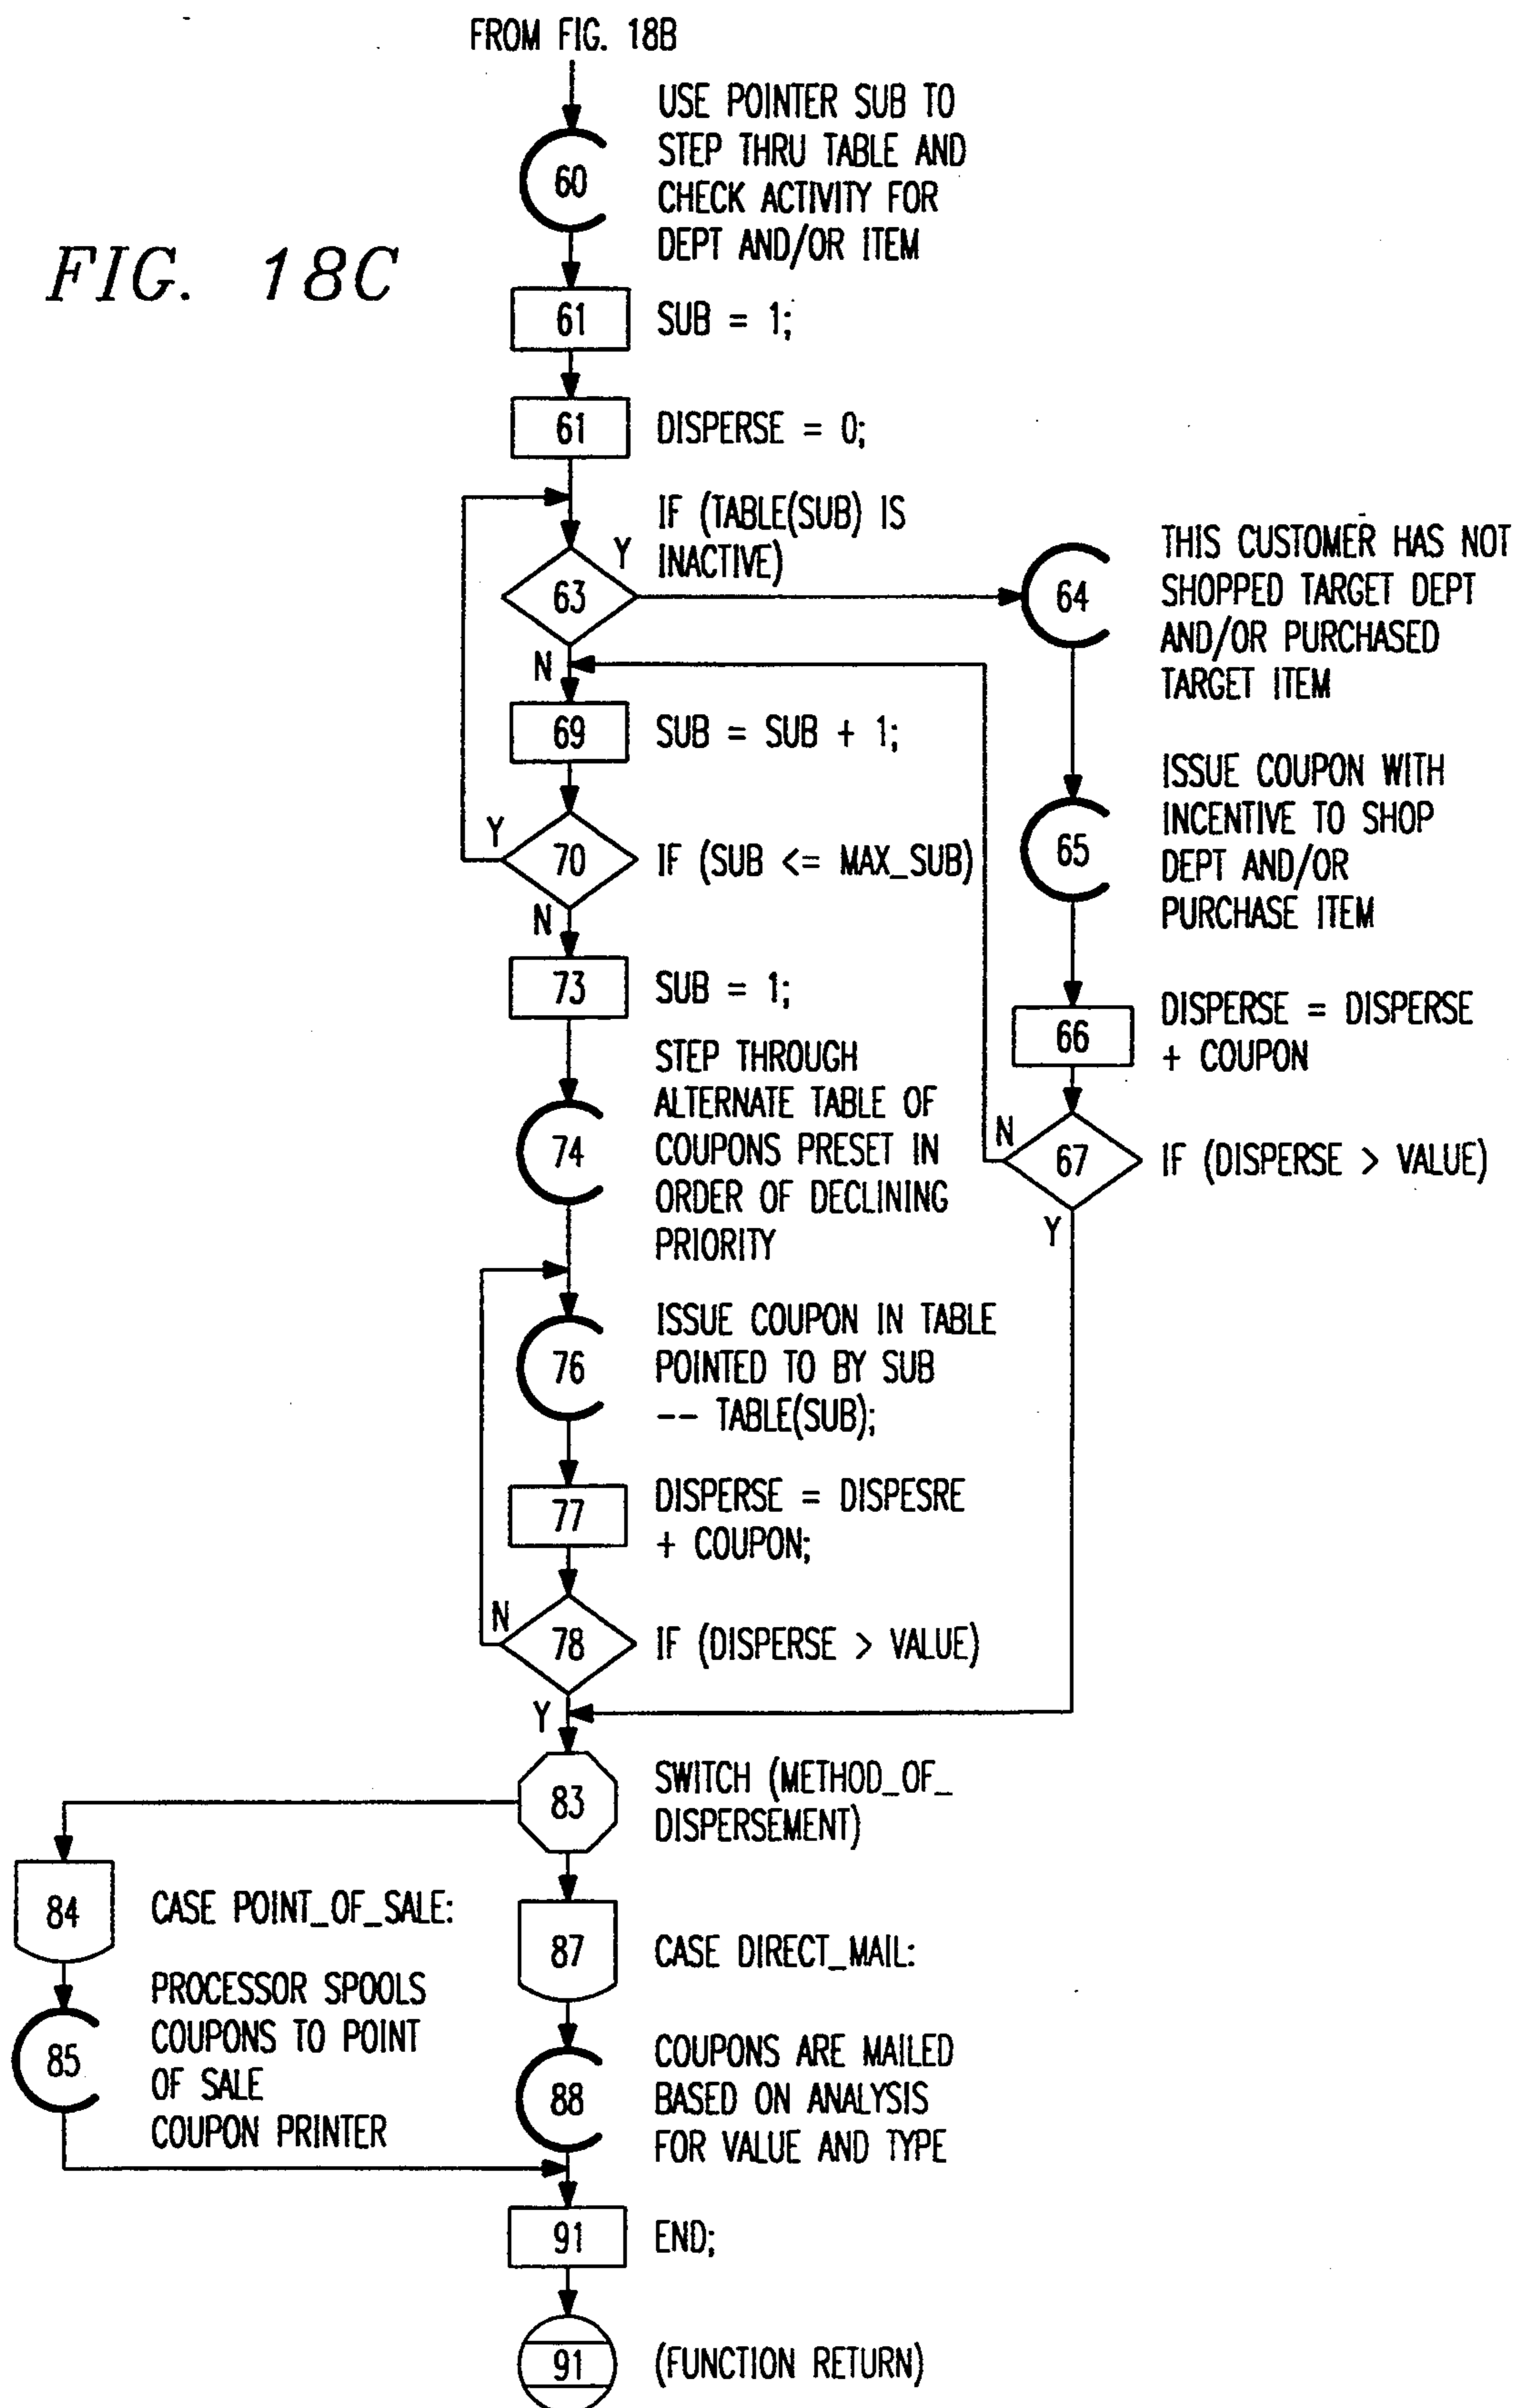 FROM FIG. 18B
USE POINTER SUB TO
STEP THRU TABLE AND
CHECK ACTIVITY FOR
DEPT AND/OR ITEM
60
FIG. 18C
61
SUB = 1;
61
DISPERSE = 0;
IF (TABLE(SUB) IS
INACTIVE)
Y
63
N
64
THIS CUSTOMER HAS NOT
SHOPPED TARGET DEPT
AND/OR PURCHASED
TARGET ITEM
69
SUB = SUB + 1;
65
ISSUE COUPON WITH
INCENTIVE TO SHOP
DEPT AND/OR
PURCHASE ITEM
Y
70
IF (SUB <= MAX_SUB)
N
73
SUB = 1;
66
DISPERSE = DISPERSE
+ COUPON
74
STEP THROUGH
ALTERNATE TABLE OF
COUPONS PRESET IN
ORDER OF DECLINING
PRIORITY
N
67
IF (DISPERSE > VALUE)
Y
76
ISSUE COUPON IN TABLE
POINTED TO BY SUB
-- TABLE(SUB);
77
DISPERSE = DISPESRE
+ COUPON;
N
78
IF (DISPERSE > VALUE)
Y
83
SWITCH (METHOD_OF_
DISPERSEMENT)
84
CASE POINT_OF_SALE:
87
CASE DIRECT_MAIL:
85
PROCESSOR SPOOLS
COUPONS TO POINT
OF SALE
COUPON PRINTER
88
COUPONS ARE MAILED
BASED ON ANALYSIS
FOR VALUE AND TYPE
91
END;
91
(FUNCTION RETURN)